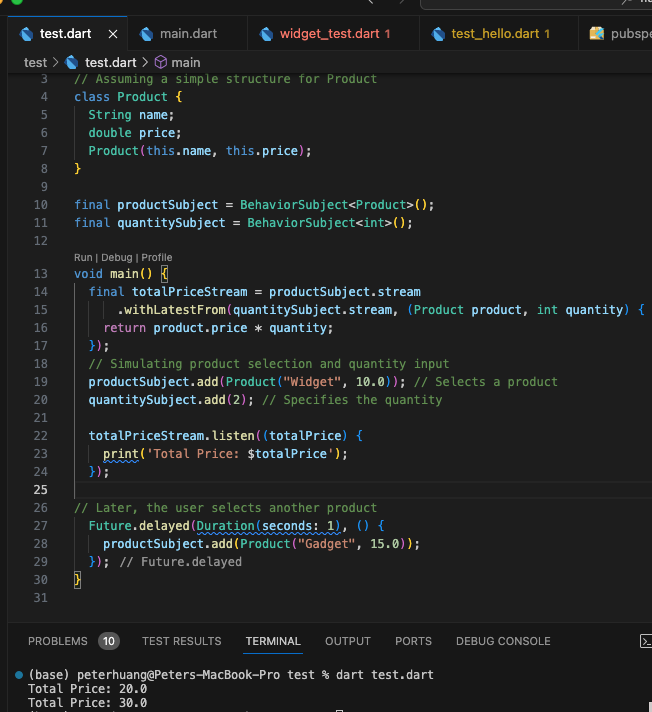 test.dart
main.dart
widget_test.dart 1
test_hello.dart 1
test > test.dart > main
3 // Assuming a simple structure for Product
4 class Product {
5 String name;
6 double price;
7 Product(this.name, this.price);
8 }
9
10 final productSubject = BehaviorSubject<Product>();
11 final quantitySubject = BehaviorSubject<int>();
12
Run | Debug | Profile
13 void main() {
14 final totalPriceStream = productSubject.stream
15 .withLatestFrom(quantitySubject.stream, (Product product, int quantity) {
16 return product.price * quantity;
17 });
18 // Simulating product selection and quantity input
19 productSubject.add(Product("Widget", 10.0)); // Selects a product
20 quantitySubject.add(2); // Specifies the quantity
21
22 totalPriceStream.listen((totalPrice) {
23 print('Total Price: $totalPrice');
24 });
25
26 // Later, the user selects another product
27 Future.delayed(Duration(seconds: 1), () {
28 productSubject.add(Product("Gadget", 15.0));
29 }); // Future.delayed
30 }
31
PROBLEMS 10 TEST RESULTS TERMINAL OUTPUT PORTS DEBUG CONSOLE
(base) peterhuang@Peters-MacBook-Pro test % dart test.dart
Total Price: 20.0
Total Price: 30.0